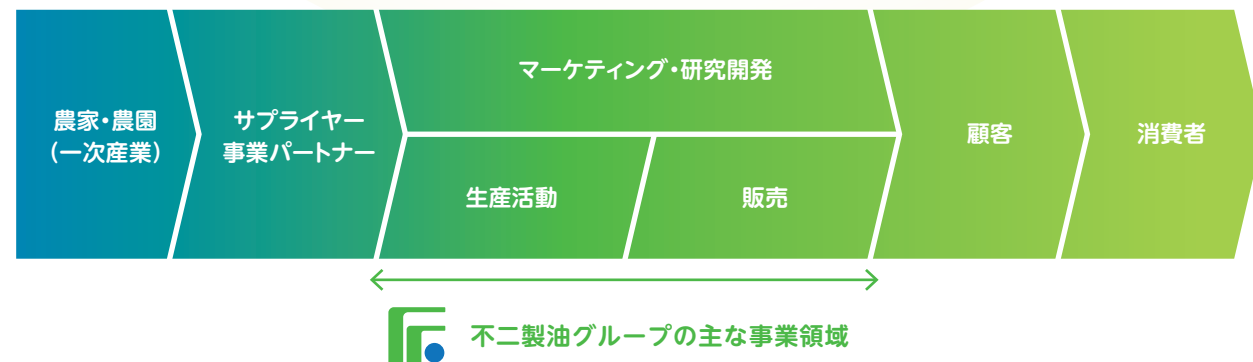 農家・農園
(一次産業)
サプライヤー
事業パートナー
マーケティング・研究開発
生産活動
販売
顧客
消費者
不二製油グループの主な事業領域